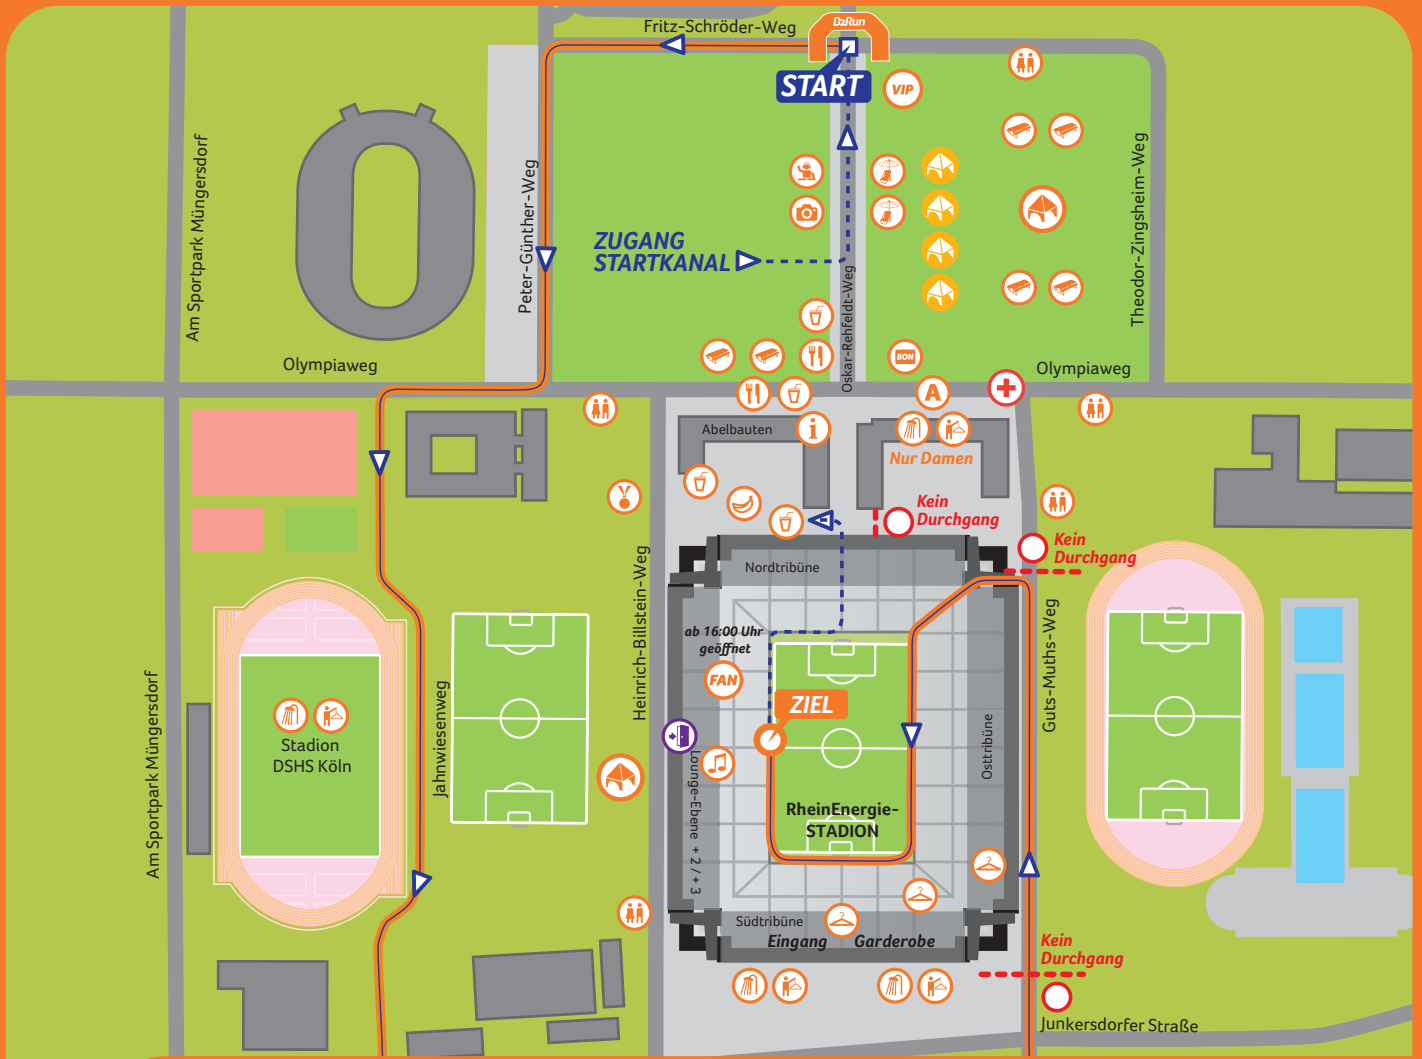 B2Run
Fritz-Schröder-Weg
START
VIP
Am Sportpark Müngersdorf
Peter-Günther-Weg
Theodor-Zingsheim-Weg
ZUGANG
STARTKANAL
Oskar-Rehfeldt-Weg
BON
Olympiaweg
Olympiaweg
A
Abelbauten
i
Nur Damen
Kein
Durchgang
Kein
Durchgang
Nordtribüne
Heinrich-Billstein-Weg
Guts-Muths-Weg
ab 16:00 Uhr
geöffnet
FAN
ZIEL
Am Sportpark Müngersdorf
Stadion
DSHS Köln
Jahnwiesenweg
Lounge-Ebene + 2 / + 3
Osttribüne
RheinEnergie-
STADION
Südtribüne
Eingang Garderobe
Kein
Durchgang
Junkersdorfer Straße